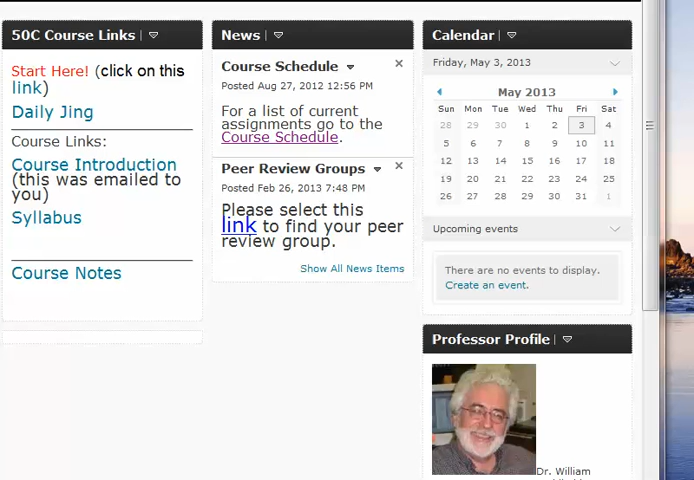 50C Course Links
Start Here! (click on this
link)
Daily Jing
Course Links:
Course Introduction
(this was emailed to
you)
Syllabus
Course Notes
News
Course Schedule
Posted Aug 27, 2012 12:56 PM
For a list of current
assignments go to the
Course Schedule.
Peer Review Groups
Posted Feb 26, 2013 7:48 PM
Please select this
link to find your peer
review group.
Show All News Items
Calendar
Friday, May 3, 2013
May 2013
Sun Mon Tue Wed Thu Fri Sat
28 29 30 1 2 3 4
5 6 7 8 9 10 11
12 13 14 15 16 17 18
19 20 21 22 23 24 25
26 27 28 29 30 31 1
Upcoming events
There are no events to display.
Create an event.
Professor Profile
Dr. William